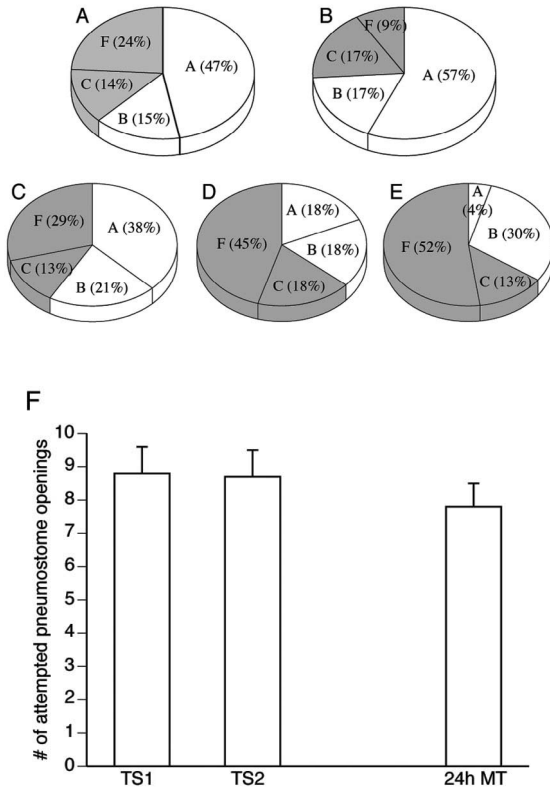 A
F (24%)
A (47%)
C (14%)
B (15%)
B
F (9%)
C (17%)
A (57%)
B (17%)
C
F (29%)
A (38%)
C (13%)
B (21%)
D
A (18%)
F (45%)
B (18%)
C (18%)
E
A
(4%)
B (30%)
F (52%)
C (13%)
F
# of attempted pneumostome openings
10
9
8
7
6
5
4
3
2
1
0
TS1 TS2 24h MT